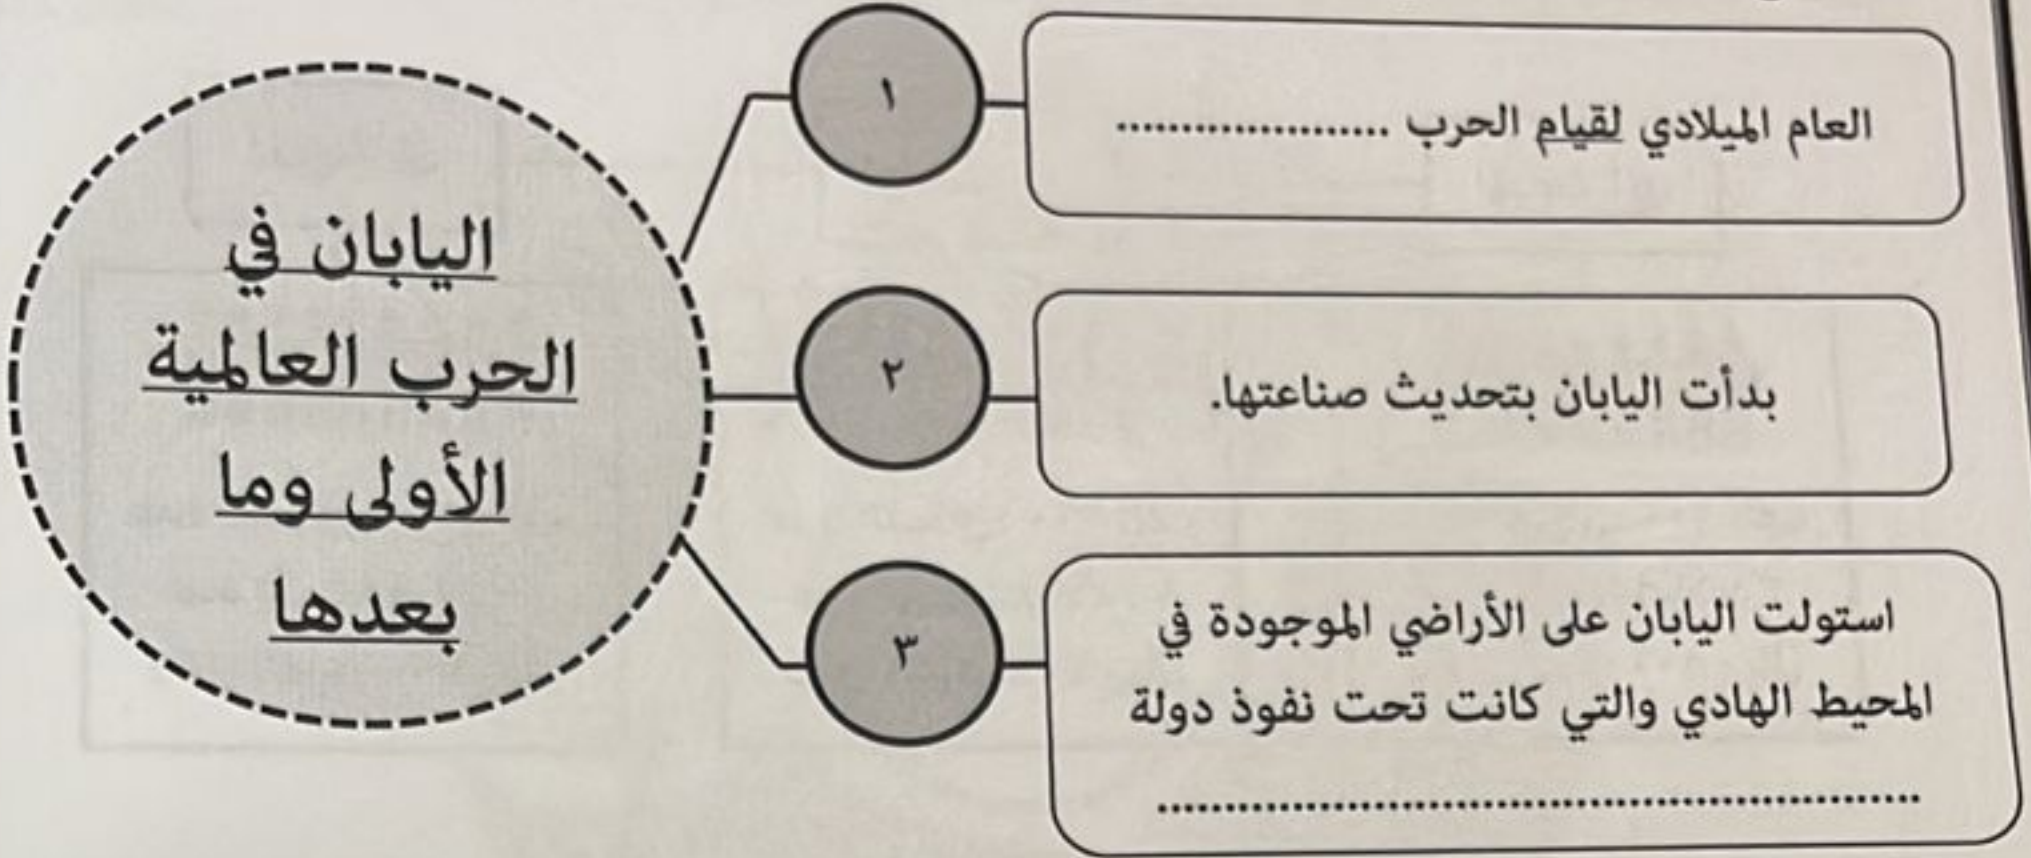 ١
العام الميلادي لقيام الحرب .....................
اليابان في
الحرب العالمية
الأولى وما
بعدها
٢
بدأت اليابان بتحديث صناعتها.
٣
استولت اليابان على الأراضي الموجودة في
المحيط الهادي والتي كانت تحت نفوذ دولة
............................................................